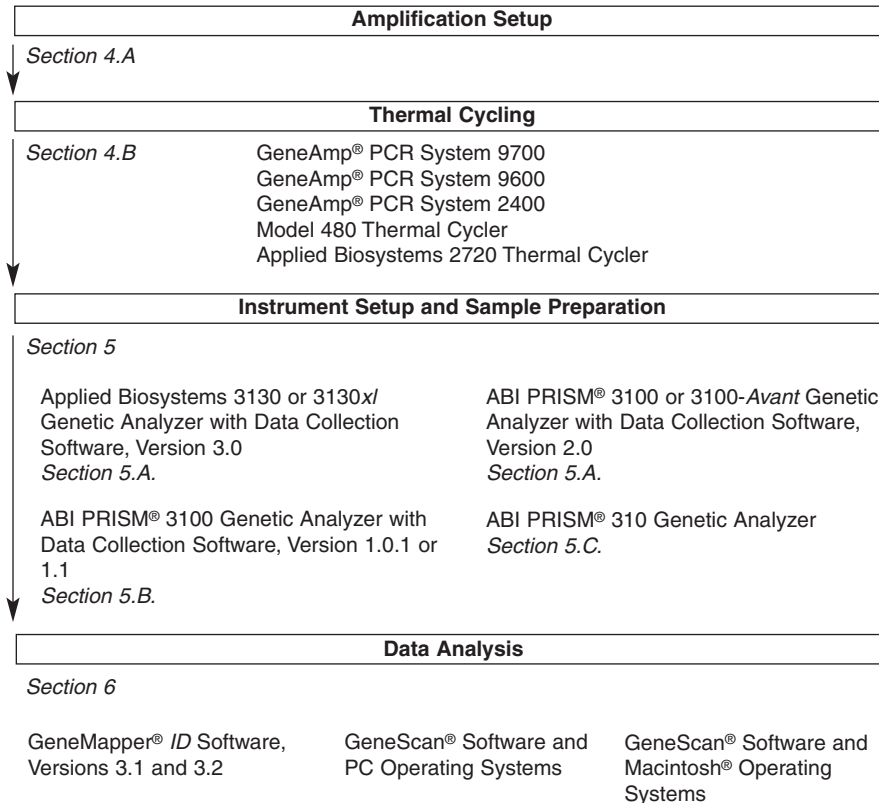 Amplification Setup
Section 4.A
Thermal Cycling
Section 4.B
GeneAmp® PCR System 9700
GeneAmp® PCR System 9600
GeneAmp® PCR System 2400
Model 480 Thermal Cycler
Applied Biosystems 2720 Thermal Cycler
Instrument Setup and Sample Preparation
Section 5
Applied Biosystems 3130 or 3130xl
Genetic Analyzer with Data Collection
Software, Version 3.0
Section 5.A.
ABI PRISM® 3100 or 3100-Avant Genetic
Analyzer with Data Collection Software,
Version 2.0
Section 5.A.
ABI PRISM® 3100 Genetic Analyzer with
Data Collection Software, Version 1.0.1 or
1.1
Section 5.B.
ABI PRISM® 310 Genetic Analyzer
Section 5.C.
Data Analysis
Section 6
GeneMapper® ID Software,
Versions 3.1 and 3.2
GeneScan® Software and
PC Operating Systems
GeneScan® Software and
Macintosh® Operating
Systems